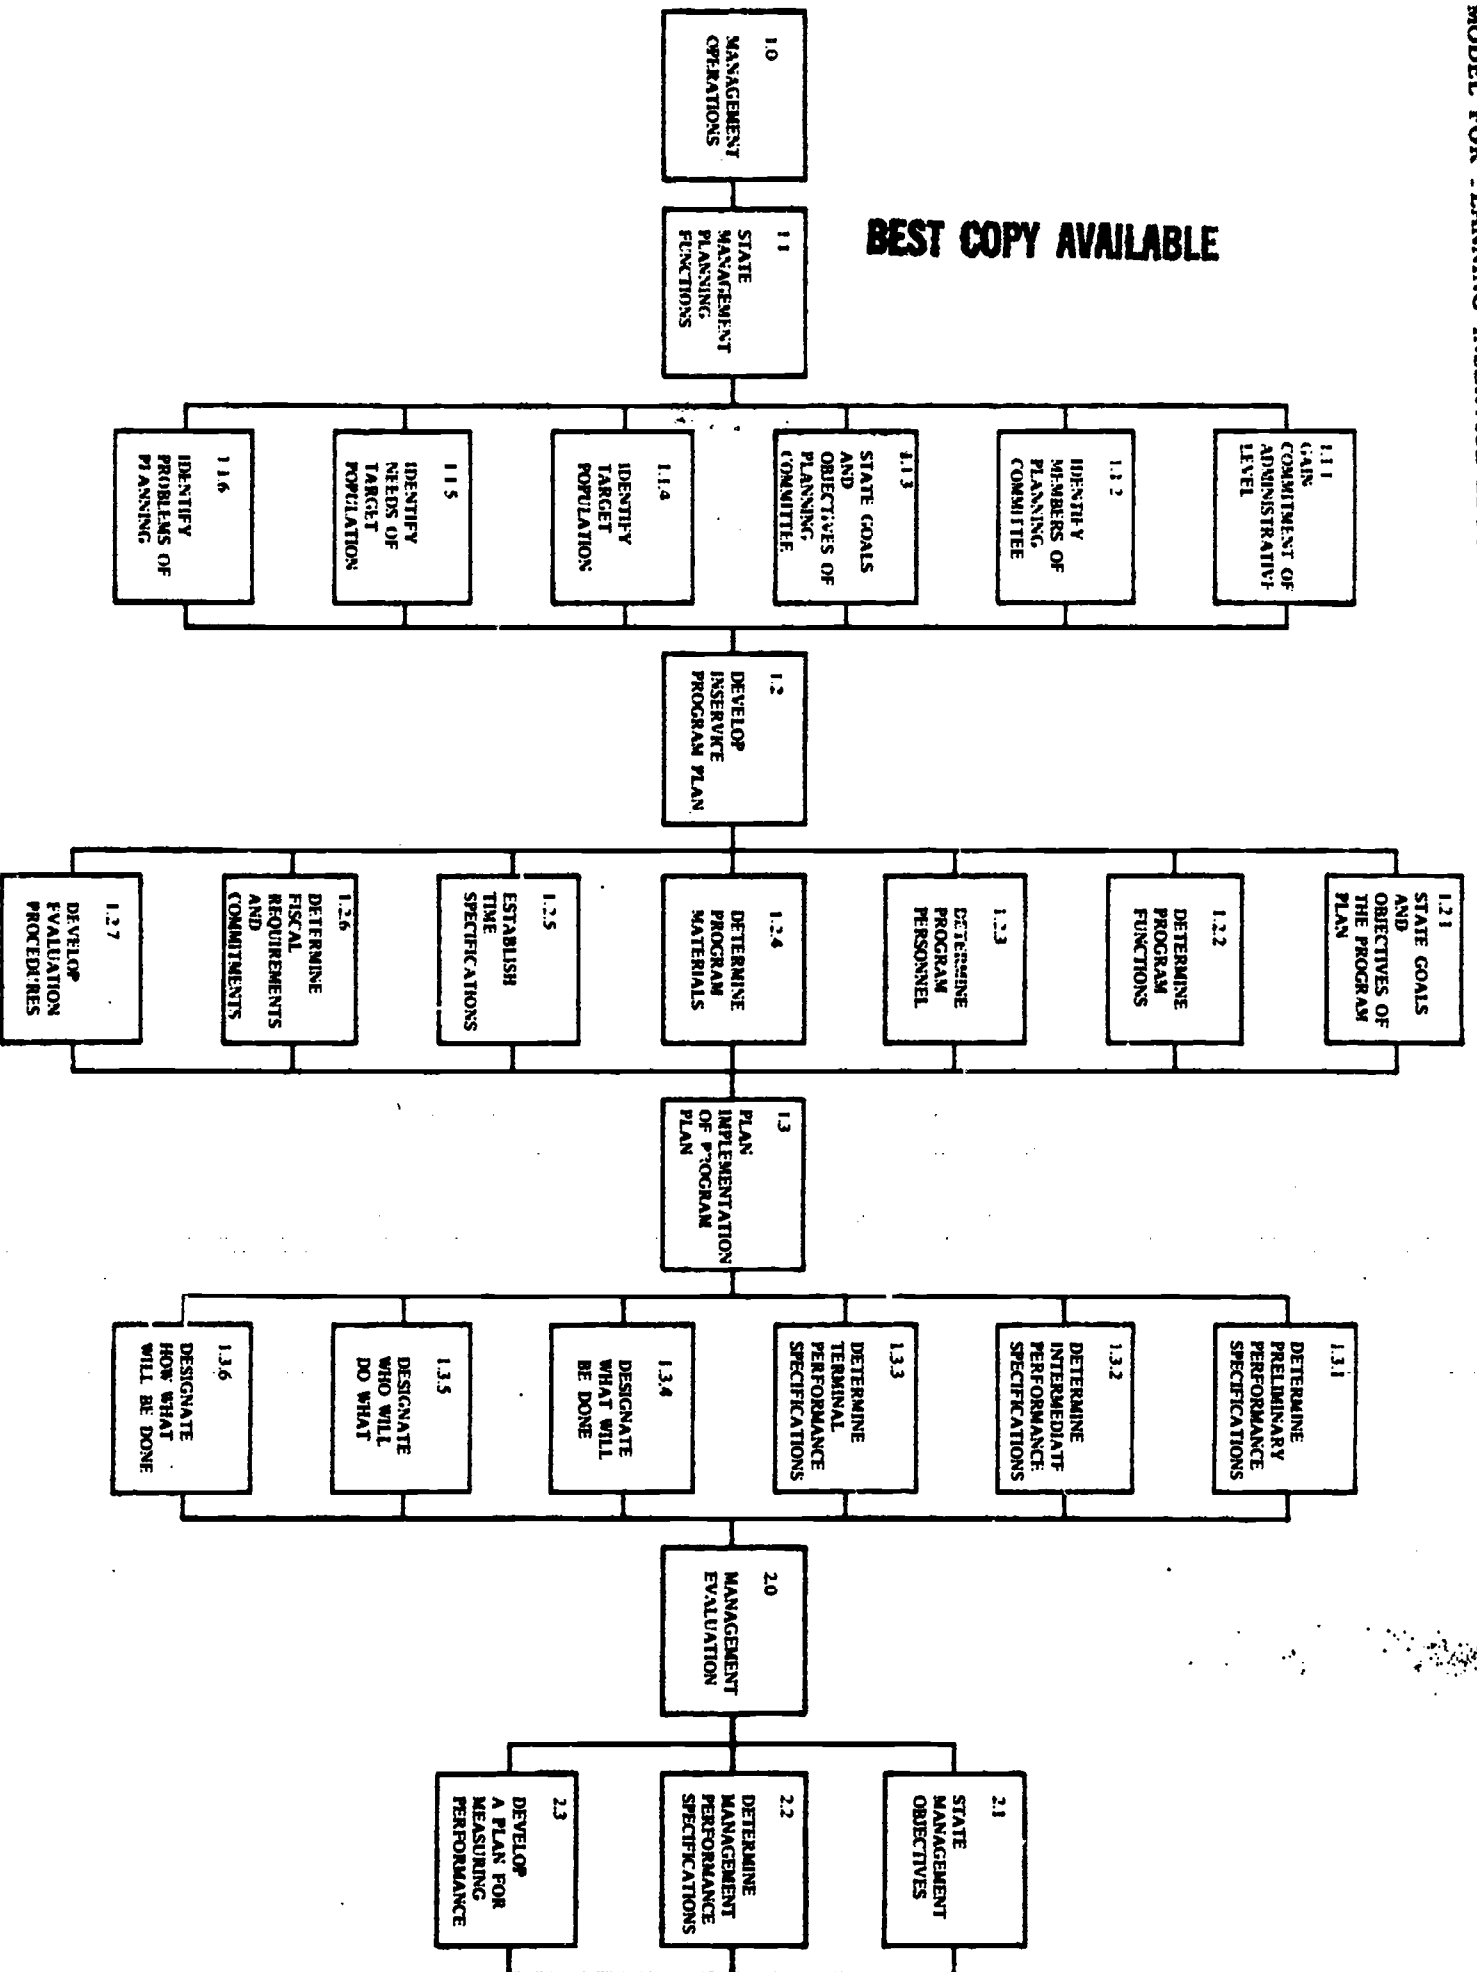 MODEL FOR PLANNING
BEST COPY AVAILABLE
1.0
MANAGEMENT
OPERATIONS
1.1
STATE
MANAGEMENT
PLANNING
FUNCTIONS
1.1.1
GAIN
COMMITMENT OF
ADMINISTRATIVE
LEVEL
1.1.2
IDENTIFY
MEMBERS OF
PLANNING
COMMITTEE
1.1.3
STATE GOALS
AND
OBJECTIVES OF
PLANNING
COMMITTEE
1.1.4
IDENTIFY
TARGET
POPULATION
1.1.5
IDENTIFY
NEEDS OF
TARGET
POPULATION
1.1.6
IDENTIFY
PROBLEMS OF
PLANNING
1.2
DEVELOP
INSERVICE
PROGRAM PLAN
1.2.1
STATE GOALS
AND
OBJECTIVES OF
THE PROGRAM
PLAN
1.2.2
DETERMINE
PROGRAM
FUNCTIONS
1.2.3
DETERMINE
PROGRAM
PERSONNEL
1.2.4
DETERMINE
PROGRAM
MATERIALS
1.2.5
ESTABLISH
TIME
SPECIFICATIONS
1.2.6
DETERMINE
FISCAL
REQUIREMENTS
AND
COMMITMENTS
1.2.7
DEVELOP
EVALUATION
PROCEDURES
1.3
PLAN
IMPLEMENTATION
OF PROGRAM
PLAN
1.3.1
DETERMINE
PRELIMINARY
PERFORMANCE
SPECIFICATIONS
1.3.2
DETERMINE
INTERMEDIATE
PERFORMANCE
SPECIFICATIONS
1.3.3
DETERMINE
TERMINAL
PERFORMANCE
SPECIFICATIONS
1.3.4
DESIGNATE
WHAT WILL
BE DONE
1.3.5
DESIGNATE
WHO WILL
DO WHAT
1.3.6
DESIGNATE
HOW WHAT
WILL BE DONE
2.0
MANAGEMENT
EVALUATION
2.1
STATE
MANAGEMENT
OBJECTIVES
2.2
DETERMINE
MANAGEMENT
PERFORMANCE
SPECIFICATIONS
2.3
DEVELOP
A PLAN FOR
MEASURING
PERFORMANCE